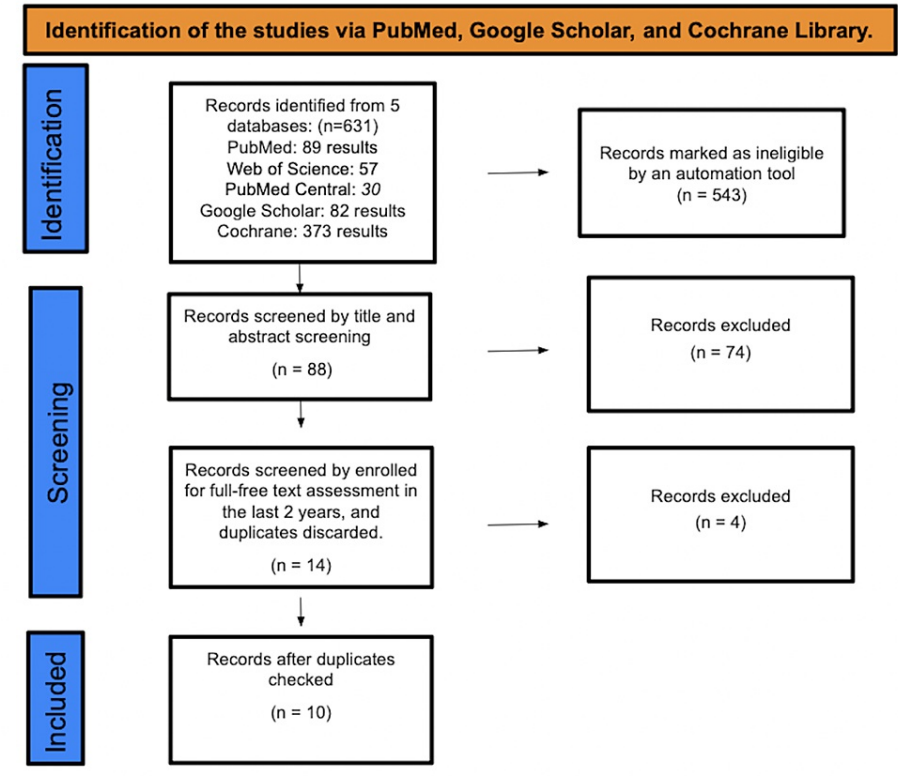 Identification of the studies via PubMed, Google Scholar, and Cochrane Library.
Identification
Records identified from 5
databases: (n=631)
PubMed: 89 results
Web of Science: 57
PubMed Central: 30
Google Scholar: 82 results
Cochrane: 373 results
Records marked as ineligible
by an automation tool
(n = 543)
Screening
Records screened by title and
abstract screening
(n = 88)
Records excluded
(n = 74)
Records screened by enrolled
for full-free text assessment in
the last 2 years, and
duplicates discarded.
(n = 14)
Records excluded
(n = 4)
Included
Records after duplicates
checked
(n = 10)